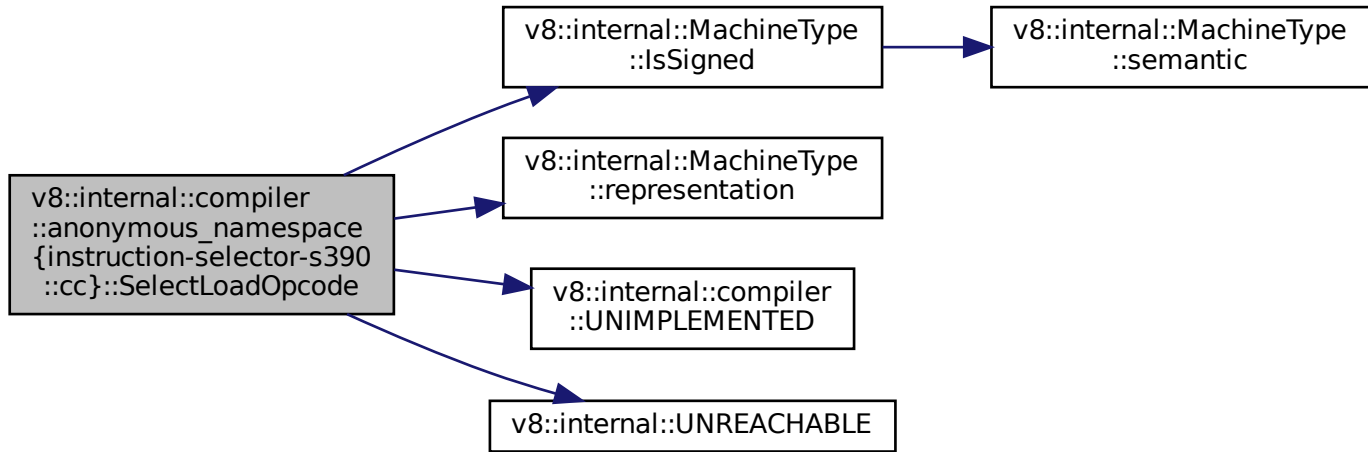 v8::internal::compiler
::anonymous_namespace
{instruction-selector-s390
::cc}::SelectLoadOpcode
v8::internal::MachineType
::IsSigned
v8::internal::MachineType
::semantic
v8::internal::MachineType
::representation
v8::internal::compiler
::UNIMPLEMENTED
v8::internal::UNREACHABLE